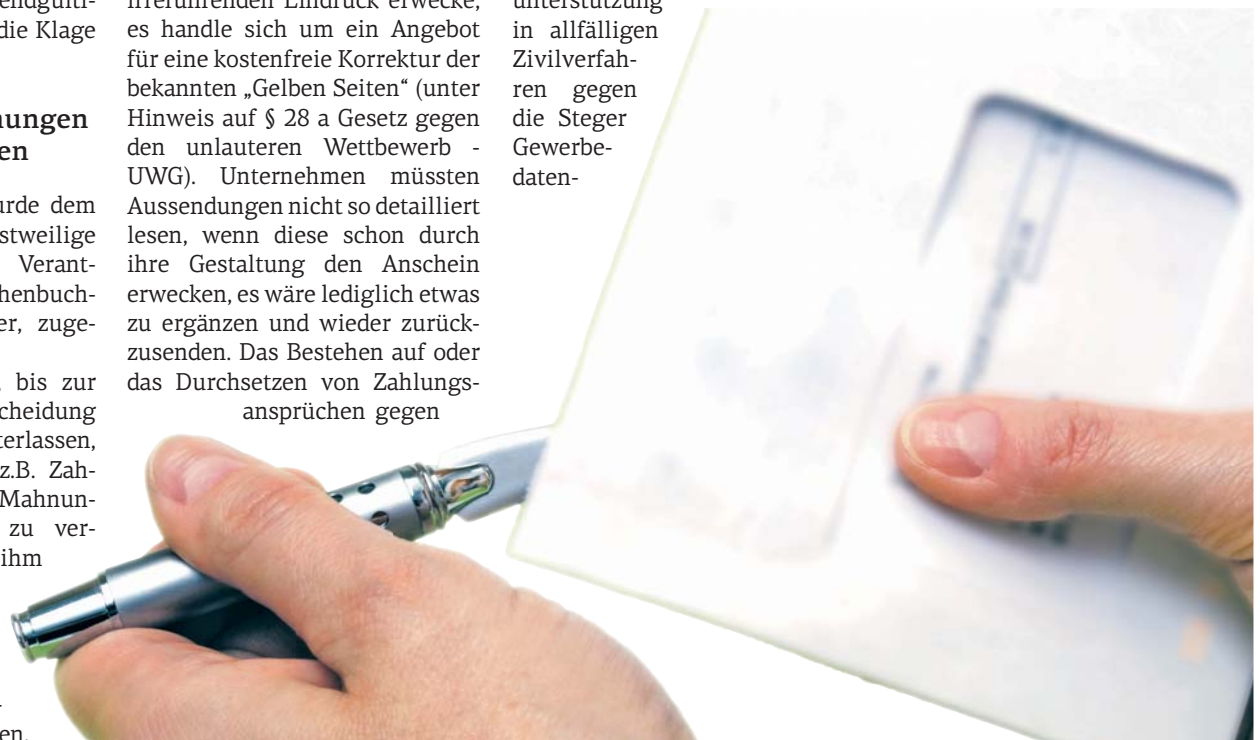 endgülti-
die Klage
nungen
en
urde dem
stweilige
Verant-
henbuch-
er, zuge-
bis zur
cheidung
terlassen,
z.B. Zah-
Mahnun-
zu ver-
ihm
en.
irreführenden Eindruck erwecke,
es handle sich um ein Angebot
für eine kostenfreie Korrektur der
bekannten „Gelben Seiten“ (unter
Hinweis auf § 28 a Gesetz gegen
den unlauteren Wettbewerb -
UWG). Unternehmen müssten
Aussendungen nicht so detailliert
lesen, wenn diese schon durch
ihre Gestaltung den Anschein
erwecken, es wäre lediglich etwas
zu ergänzen und wieder zurück-
zusenden. Das Bestehen auf oder
das Durchsetzen von Zahlungs-
ansprüchen gegen
unterstützung
in allfälligen
Zivilverfah-
ren gegen
die Steger
Gewerbe-
daten-